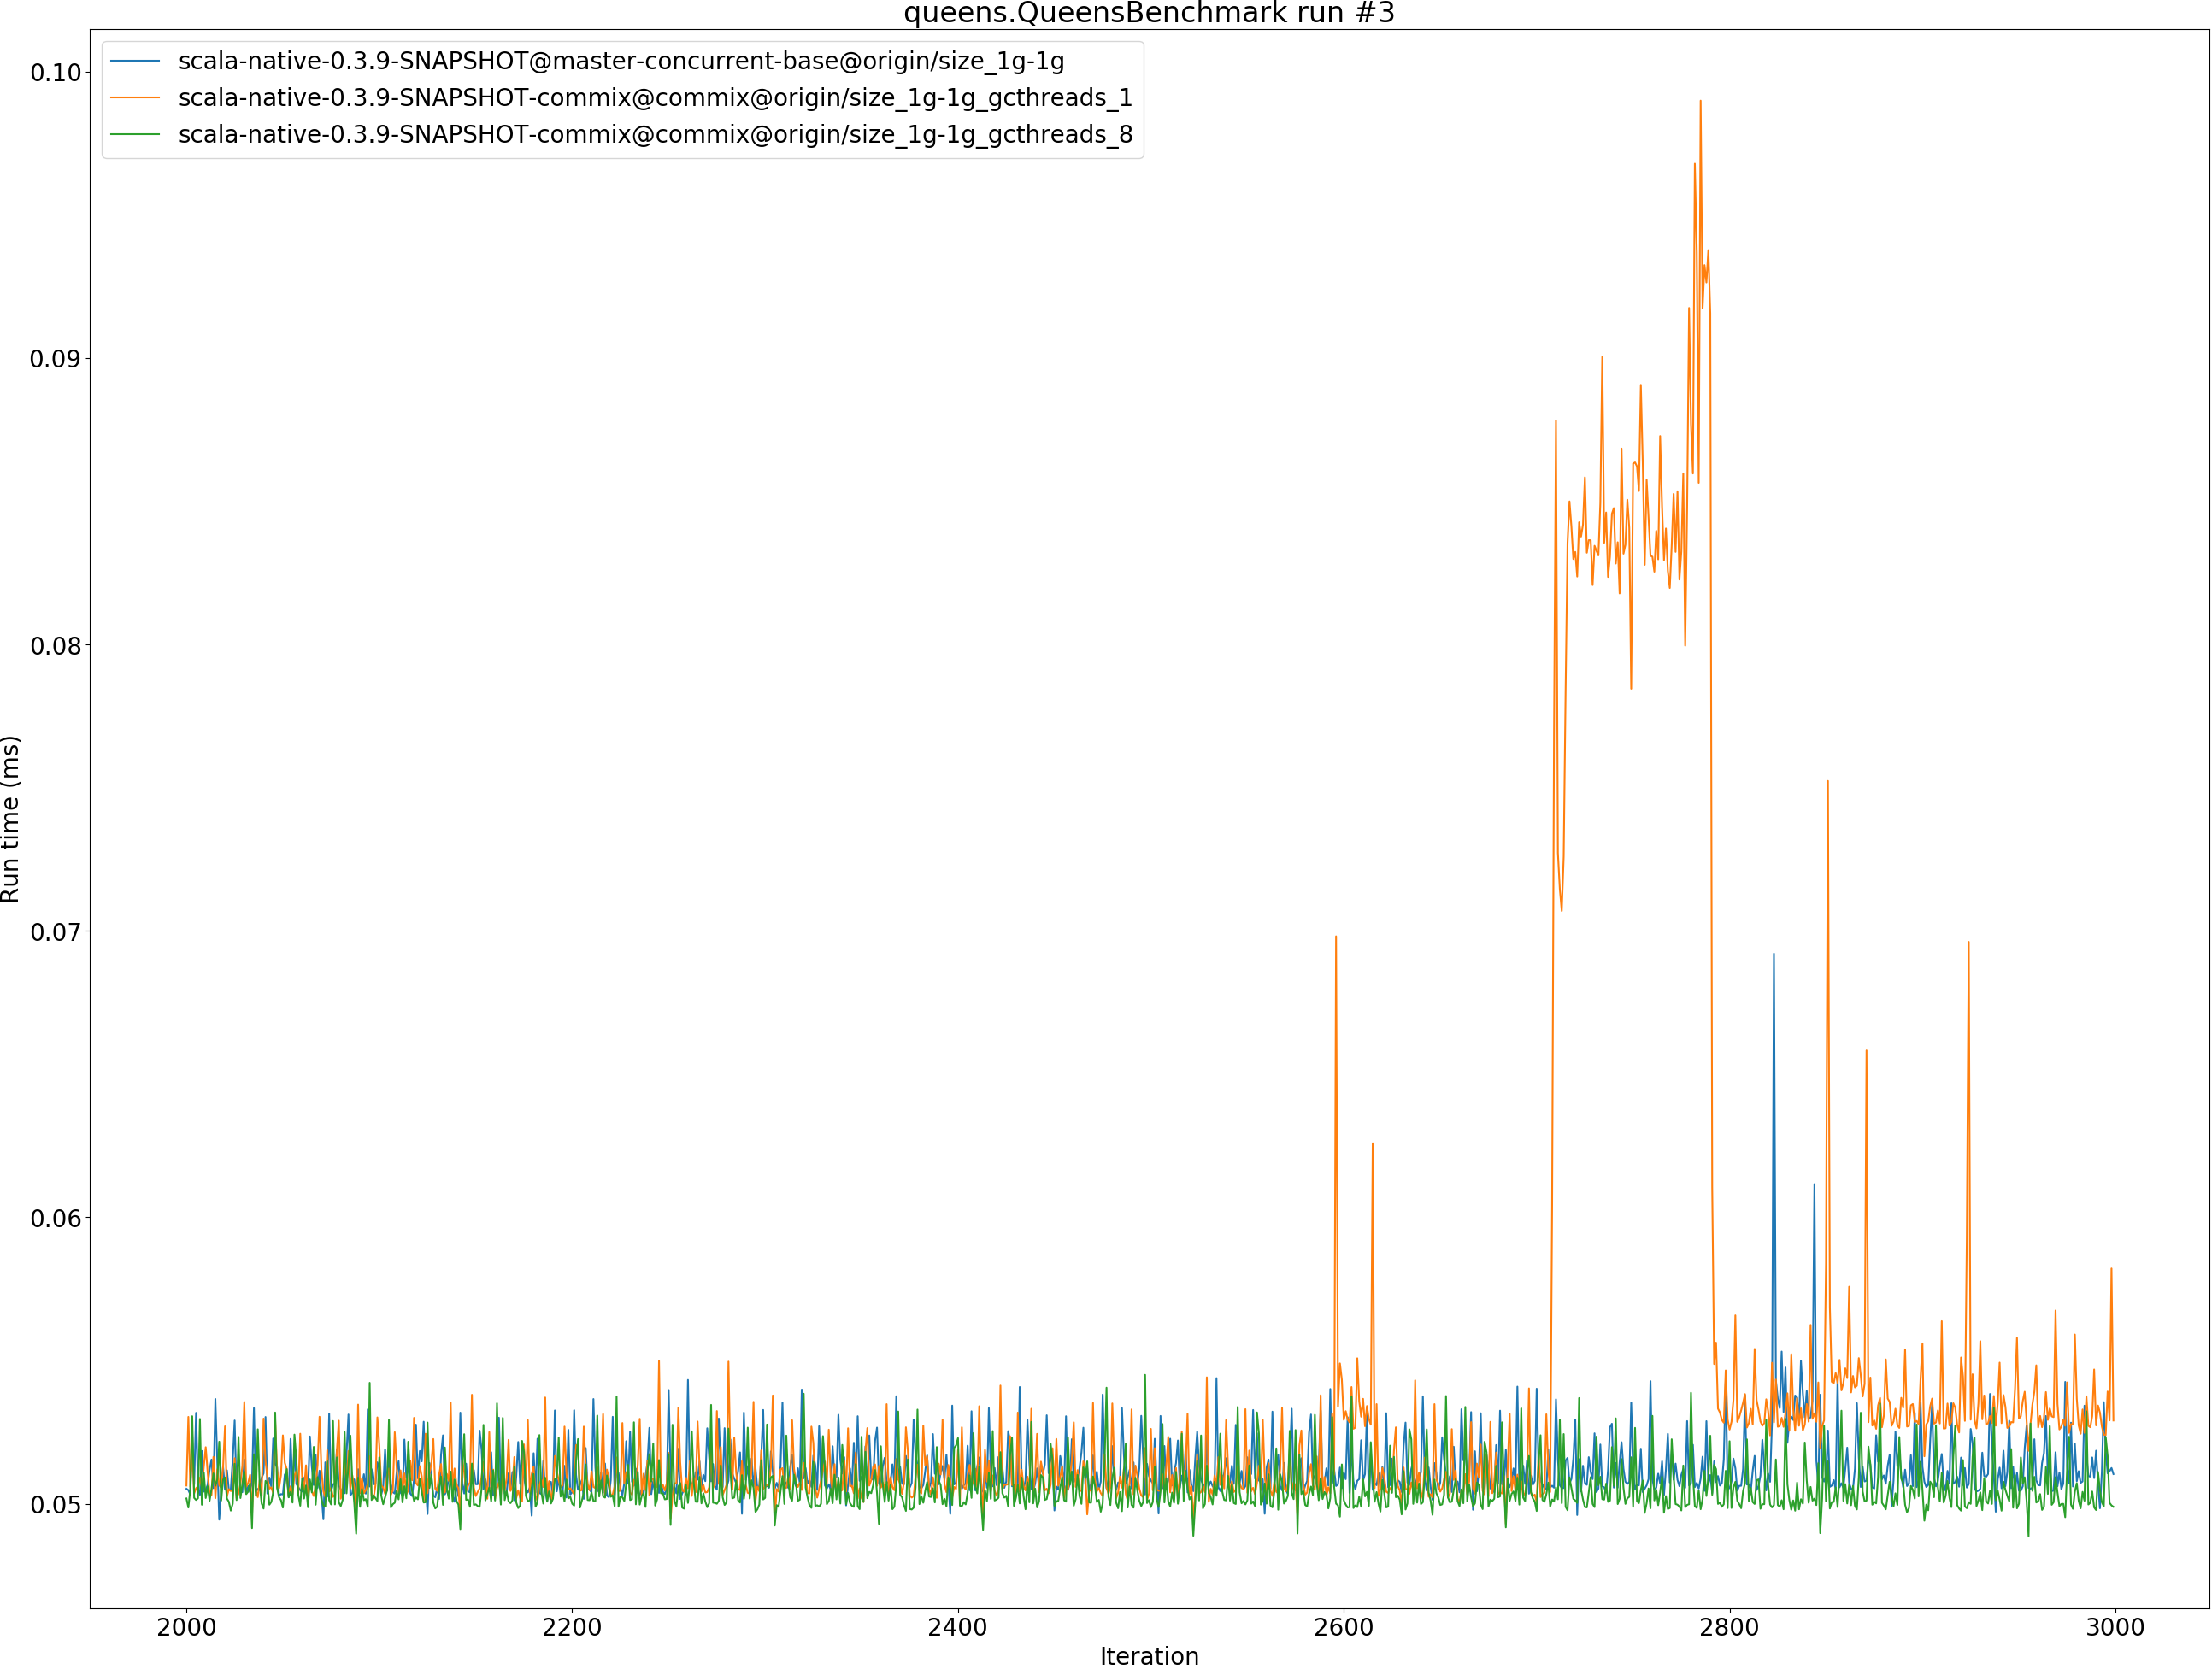 queens.QueensBenchmark run #3
scala-native-0.3.9-SNAPSHOT@master-concurrent-base@origin/size_1g-1g
scala-native-0.3.9-SNAPSHOT-commix@commix@origin/size_1g-1g_gcthreads_1
scala-native-0.3.9-SNAPSHOT-commix@commix@origin/size_1g-1g_gcthreads_8
0.10
0.09
0.08
0.07
0.06
0.05
Run time (ms)
2000 2200 2400 2600 2800 3000
Iteration